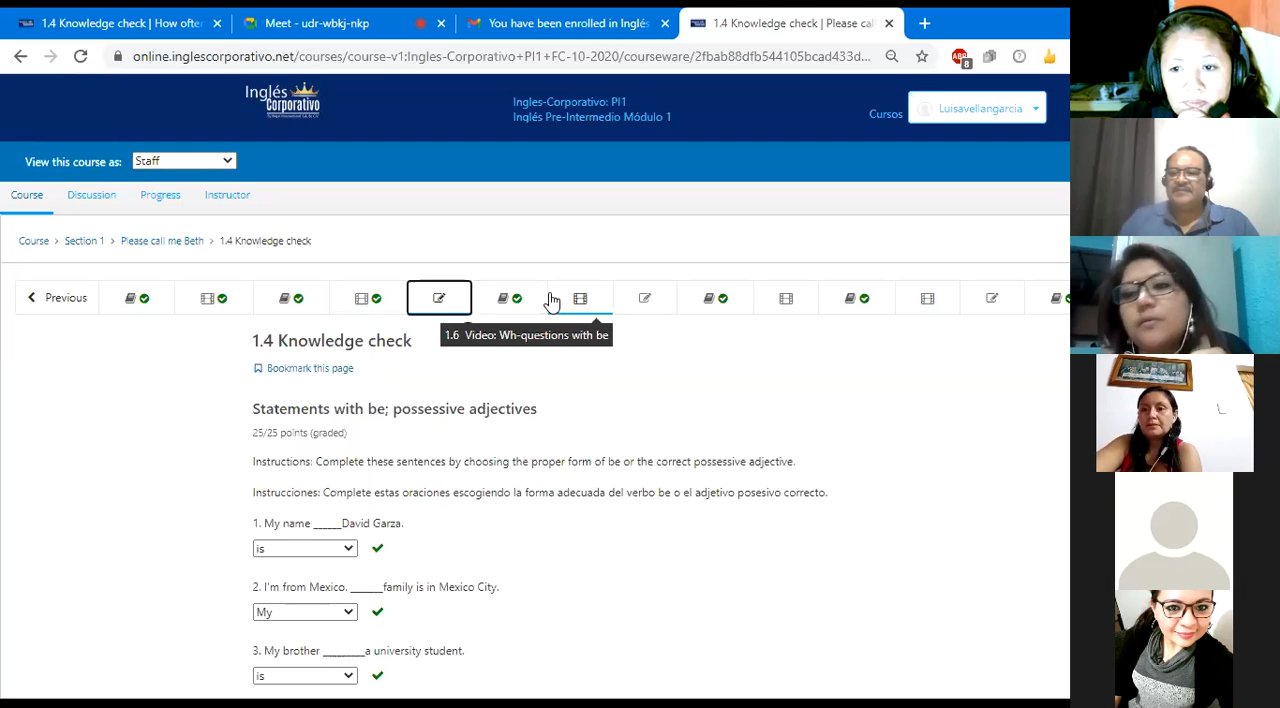 1.4 Knowledge check | How ofter
Meet - udr-wbkj-nkp
You have been enrolled in Inglés
1.4 Knowledge check | Please cal
online.inglescorporativo.net/courses/course-v1:Ingles-Corporativo+PI1+FC-10-2020/courseware/2fbab88dfb544105bcad433d...
ABP
8
Inglés
Corporativo
Ingles-Corporativo: PI1
Inglés Pre-Intermedio Módulo 1
Cursos
Luisavellangarcia
View this course as:
Staff
Course
Discussion
Progress
Instructor
Course > Section 1 > Please call me Beth > 1.4 Knowledge check
Previous
1.6 Video: Wh-questions with be
1.4 Knowledge check
Bookmark this page
Statements with be; possessive adjectives
25/25 points (graded)
Instructions: Complete these sentences by choosing the proper form of be or the correct possessive adjective.
Instrucciones: Complete estas oraciones escogiendo la forma adecuada del verbo be o el adjetivo posesivo correcto.
1. My name ______David Garza.
is
2. I'm from Mexico. ______family is in Mexico City.
My
3. My brother _________a university student.
is